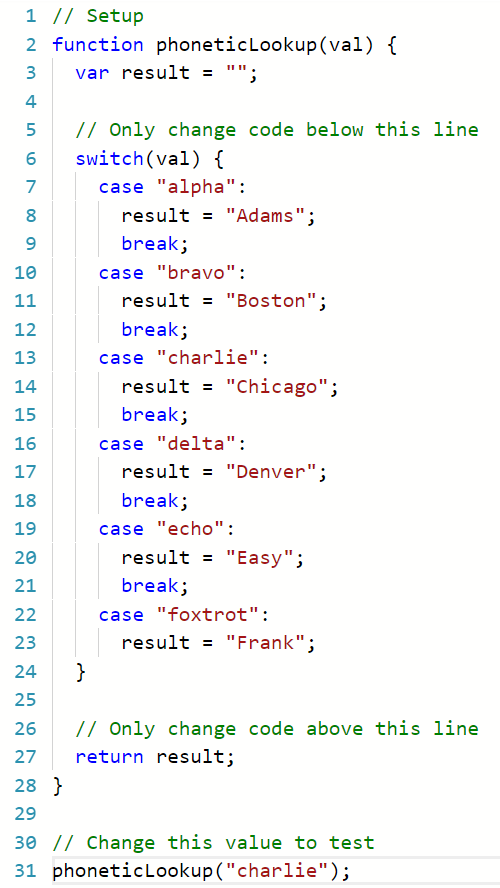 1 // Setup
2 function phoneticLookup(val) {
3   var result = "";
4
5   // Only change code below this line
6   switch(val) {
7     case "alpha":
8       result = "Adams";
9       break;
10     case "bravo":
11       result = "Boston";
12       break;
13     case "charlie":
14       result = "Chicago";
15       break;
16     case "delta":
17       result = "Denver";
18       break;
19     case "echo":
20       result = "Easy";
21       break;
22     case "foxtrot":
23       result = "Frank";
24   }
25
26   // Only change code above this line
27   return result;
28 }
29
30 // Change this value to test
31 phoneticLookup("charlie");